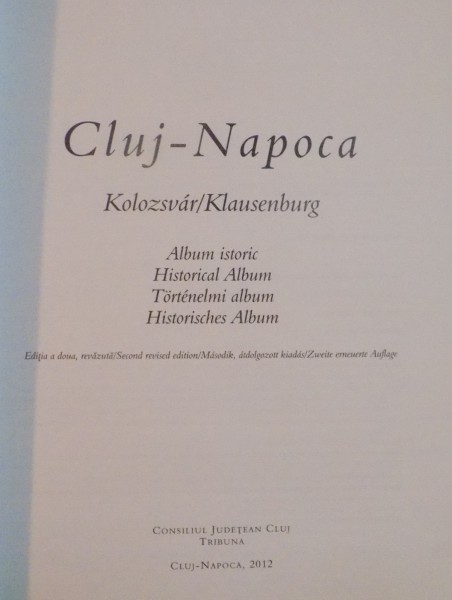 Cluj-Napoca
Kolozsvár/Klausenburg
Album istoric
Historical Album
Történelmi album
Historisches Album
Ediția a doua, revăzută/Second revised edition/Második, átdolgozott kiadás/Zweite erneuerte Auflage
Consiliul Județean Cluj
Tribuna
Cluj-Napoca, 2012